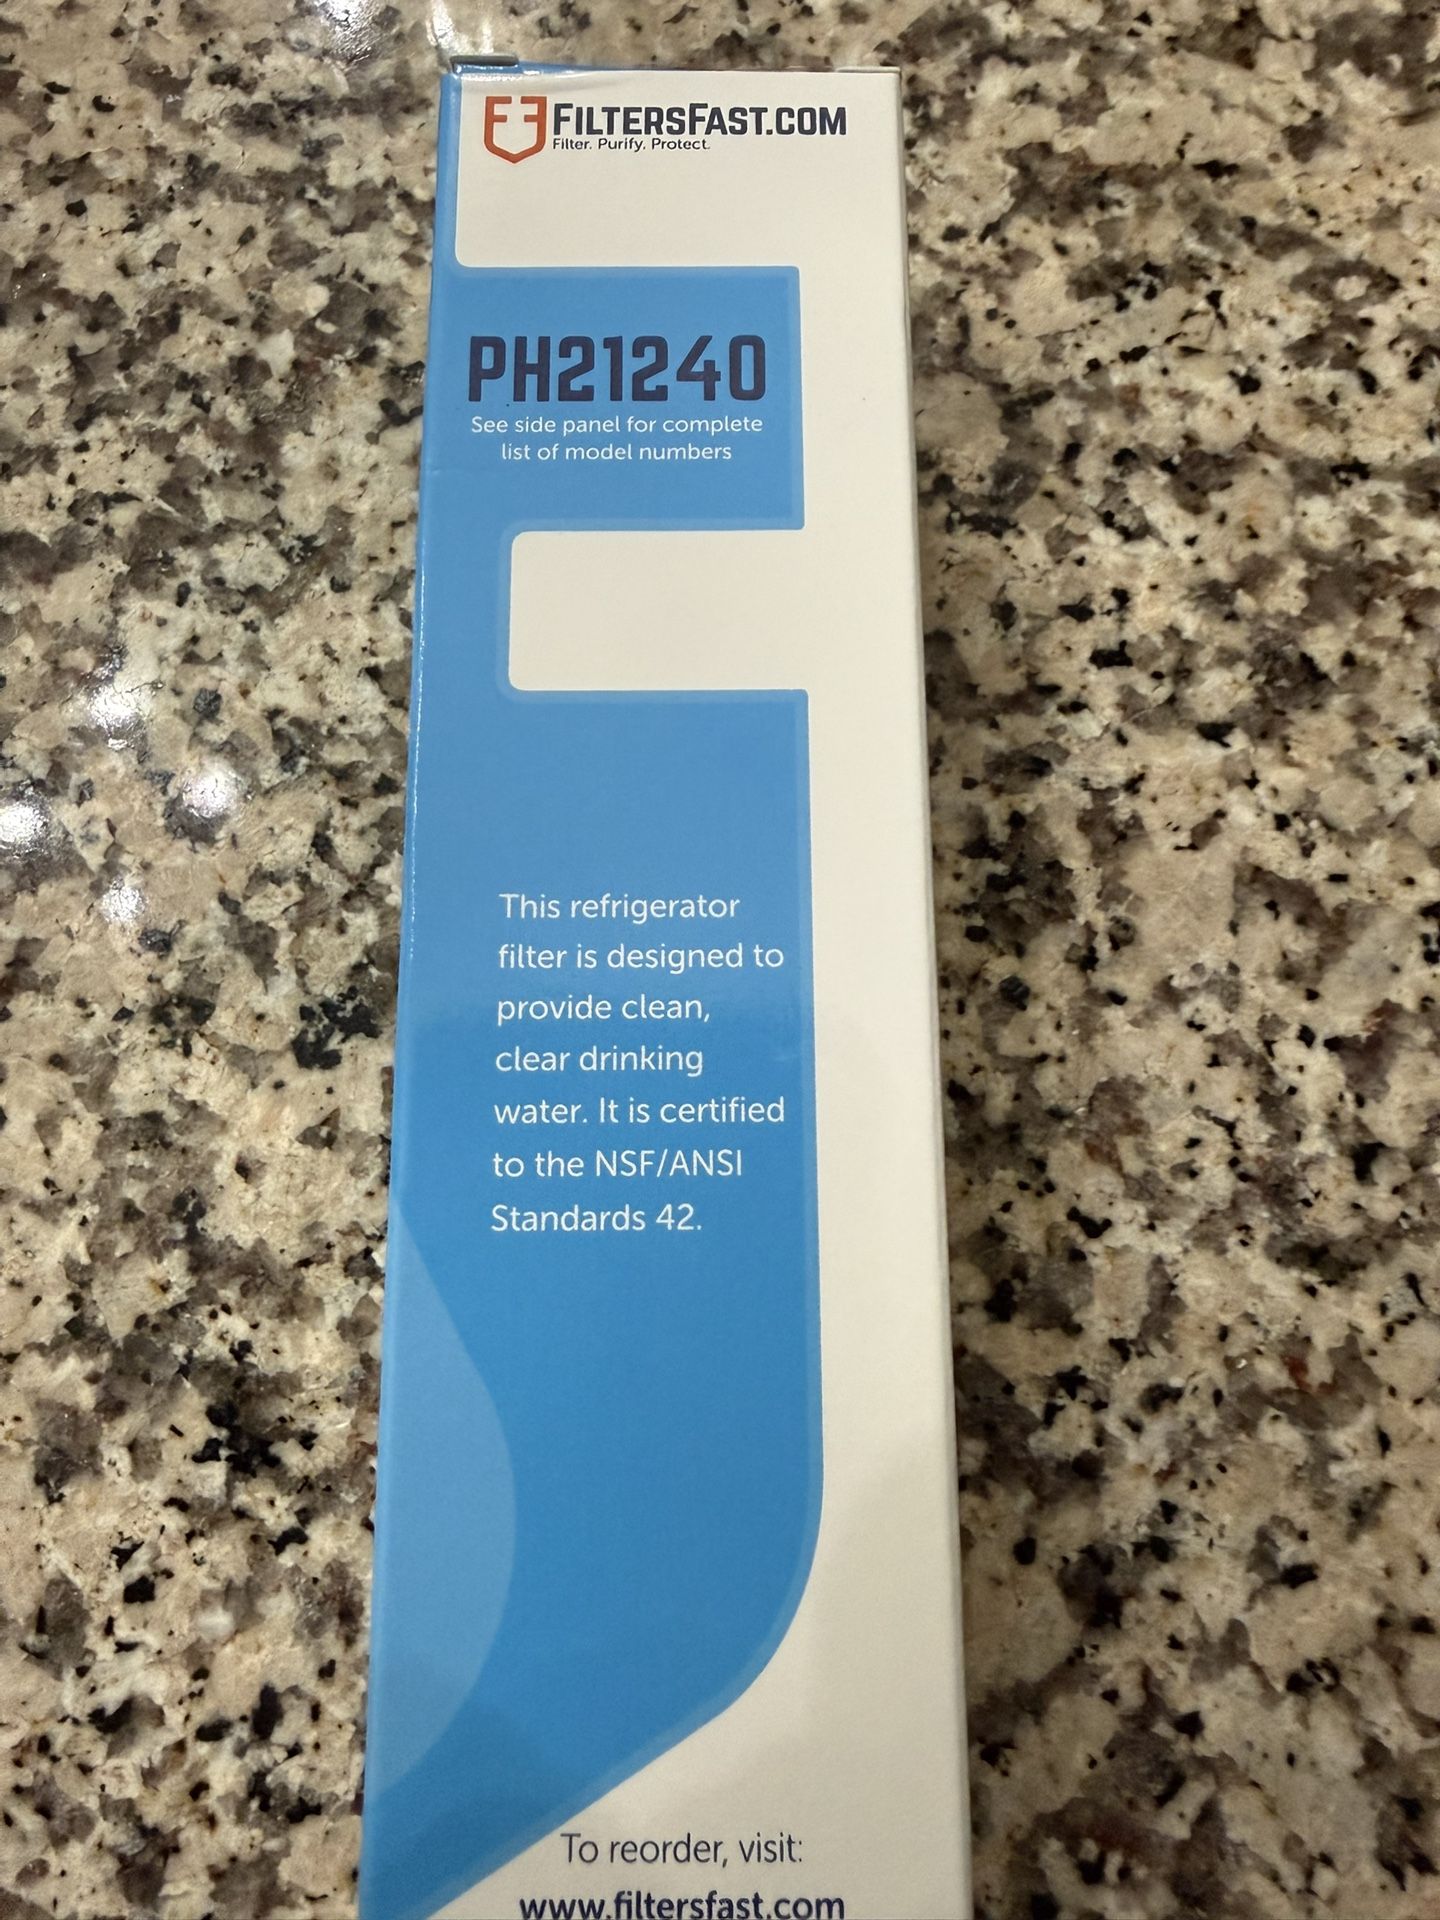 FILTERSFAST.COM
Filter. Purify. Protect.
PH21240
See side panel for complete
list of model numbers
This refrigerator
filter is designed to
provide clean,
clear drinking
water. It is certified
to the NSF/ANSI
Standards 42.
To reorder, visit:
www.filtersfast.com